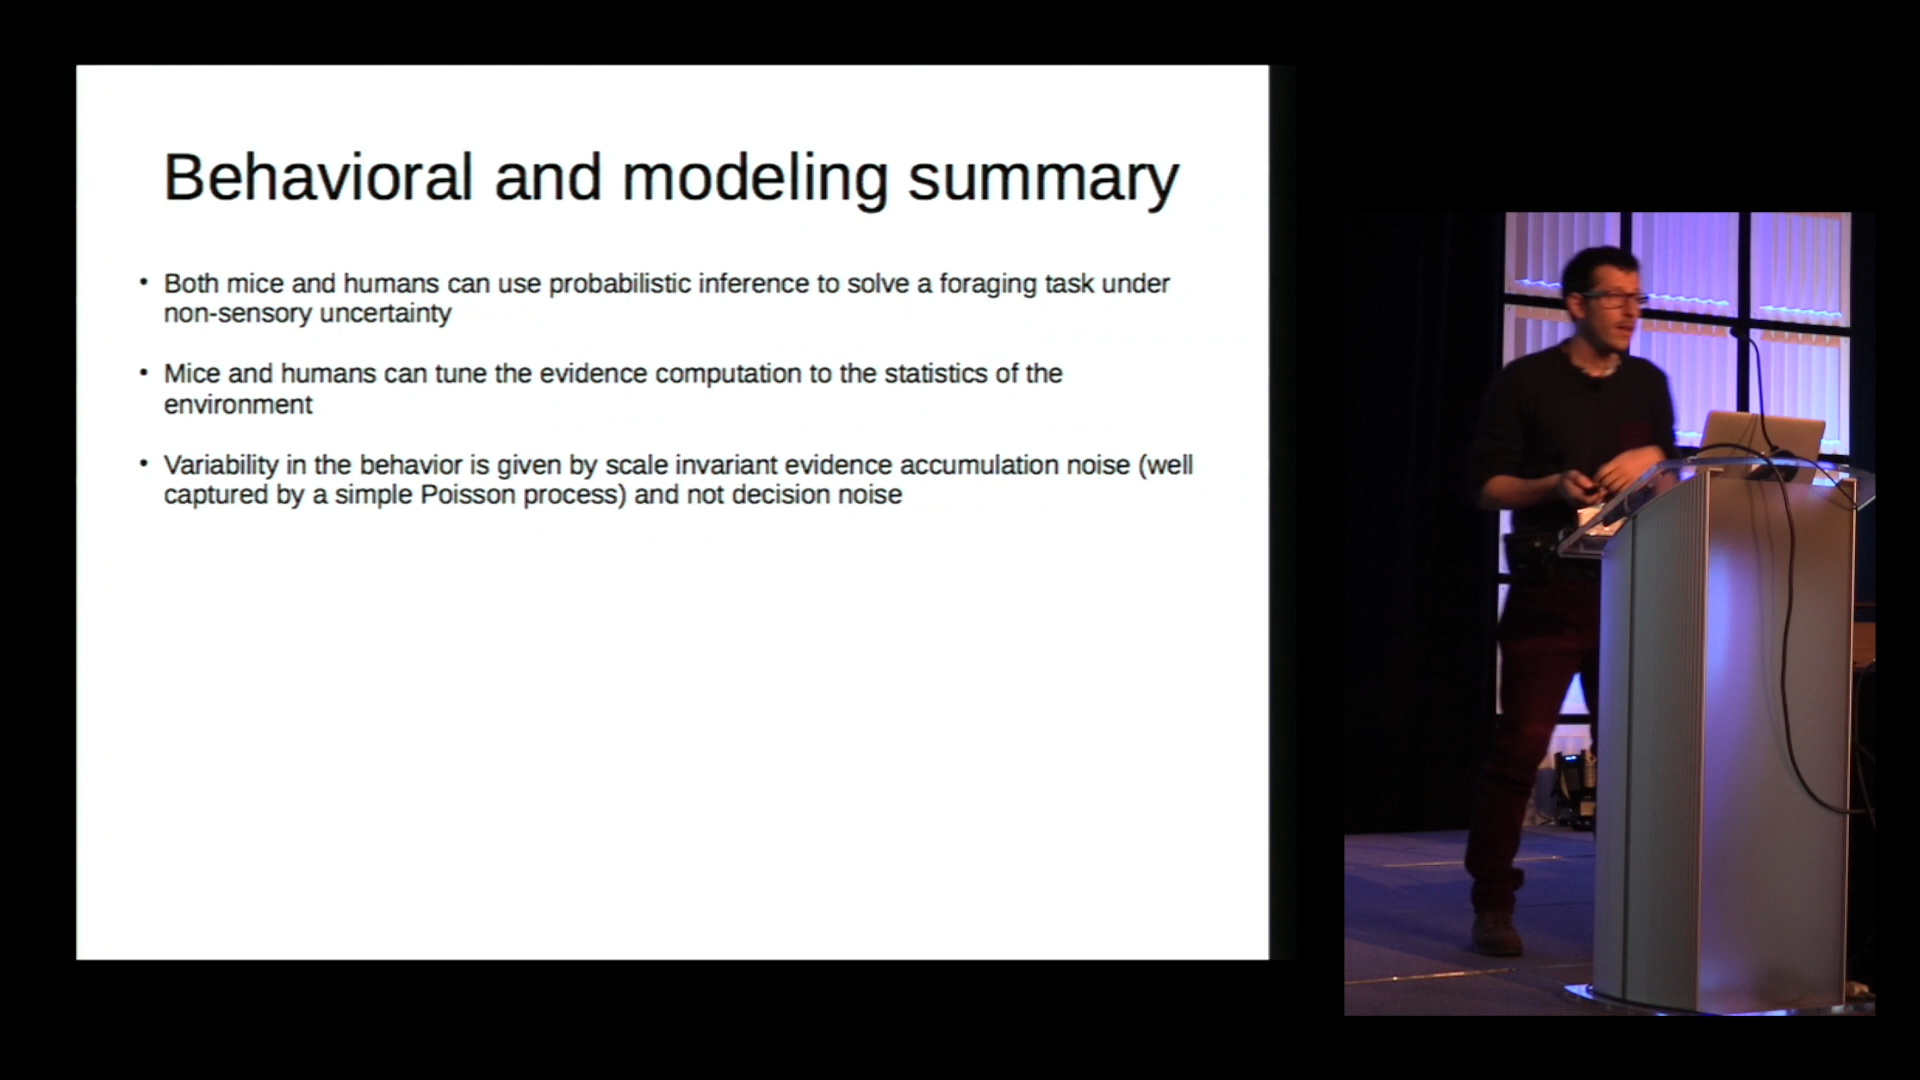 Behavioral and modeling summary
• Both mice and humans can use probabilistic inference to solve a foraging task under
non-sensory uncertainty
• Mice and humans can tune the evidence computation to the statistics of the
environment
• Variability in the behavior is given by scale invariant evidence accumulation noise (well
captured by a simple Poisson process) and not decision noise